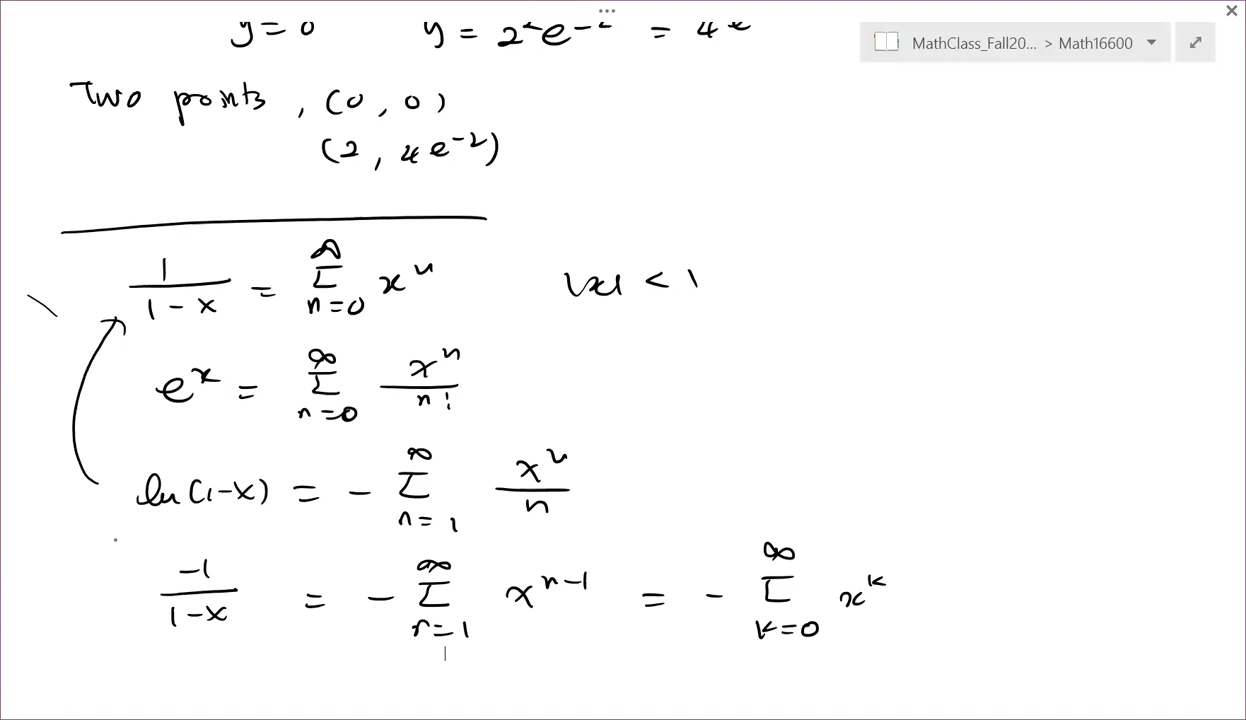 y = 0    y = 2² e⁻² = 4e
MathClass_Fall20... > Math16600
Two points, (0, 0)
(2, 4e⁻²)
1/(1 - x) = Σ_{n=0}^{∞} xⁿ    |x| < 1
eˣ = Σ_{n=0}^{∞} xⁿ/n!
ln(1-x) = - Σ_{n=1}^{∞} xⁿ/n
-1/(1-x) = - Σ_{n=1}^{∞} xⁿ⁻¹ = - Σ_{k=0}^{∞} xᵏ